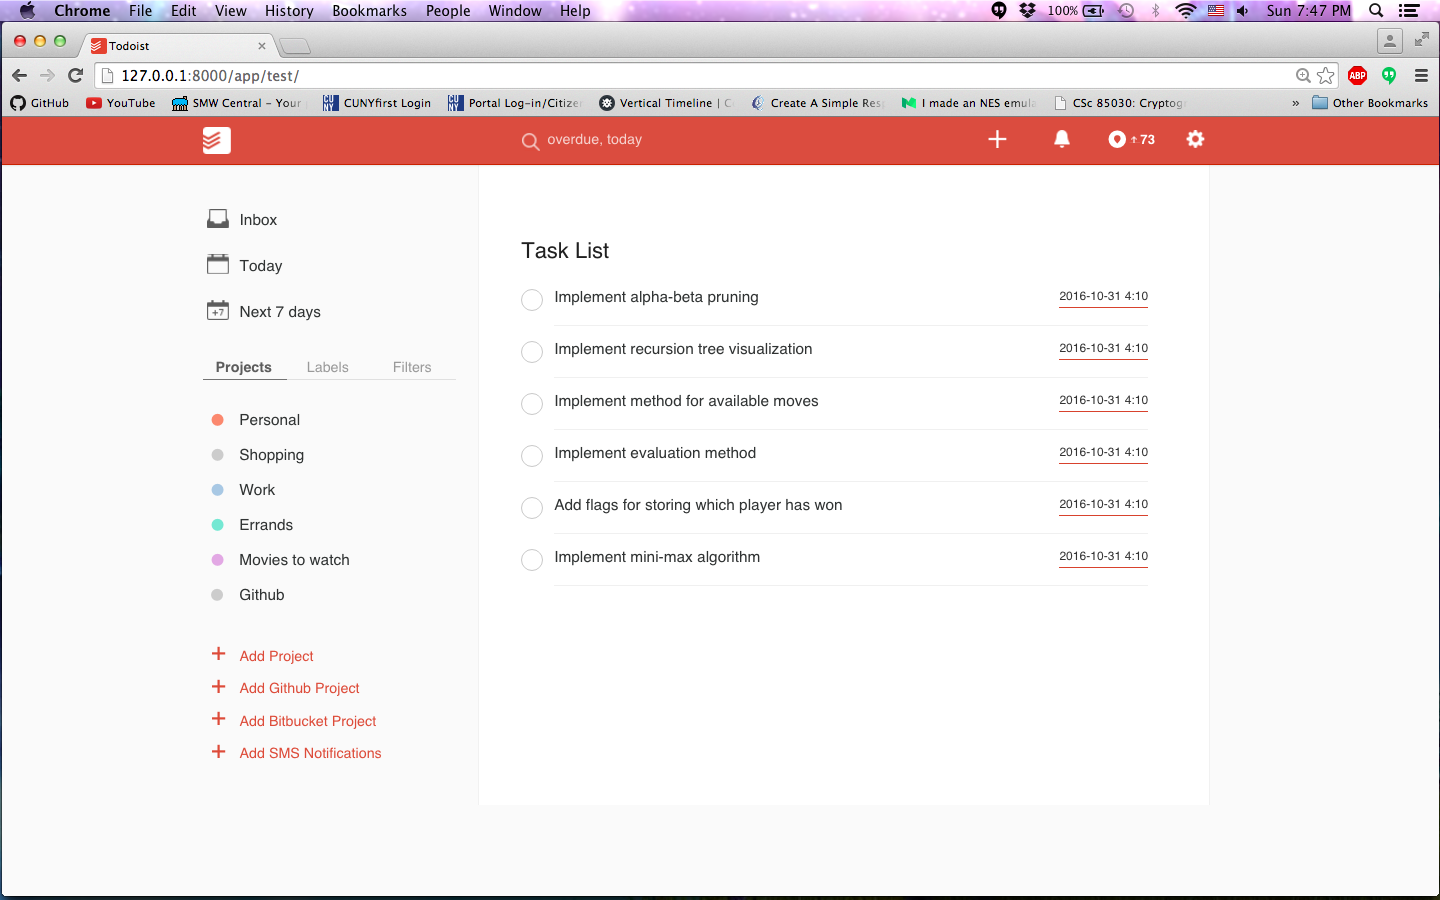 Chrome File Edit View History Bookmarks People Window Help 100% Sun 7:47 PM
Todoist
127.0.0.1:8000/app/test/
ABP
GitHub YouTube SMW Central – Your CUNYfirst Login Portal Log-in/Citizen Vertical Timeline | C Create A Simple Res I made an NES emula CSc 85030: Cryptogr » Other Bookmarks
overdue, today
73
Inbox
Today
+7 Next 7 days
Projects Labels Filters
Personal
Shopping
Work
Errands
Movies to watch
Github
Add Project
Add Github Project
Add Bitbucket Project
Add SMS Notifications
Task List
Implement alpha-beta pruning 2016-10-31 4:10
Implement recursion tree visualization 2016-10-31 4:10
Implement method for available moves 2016-10-31 4:10
Implement evaluation method 2016-10-31 4:10
Add flags for storing which player has won 2016-10-31 4:10
Implement mini-max algorithm 2016-10-31 4:10